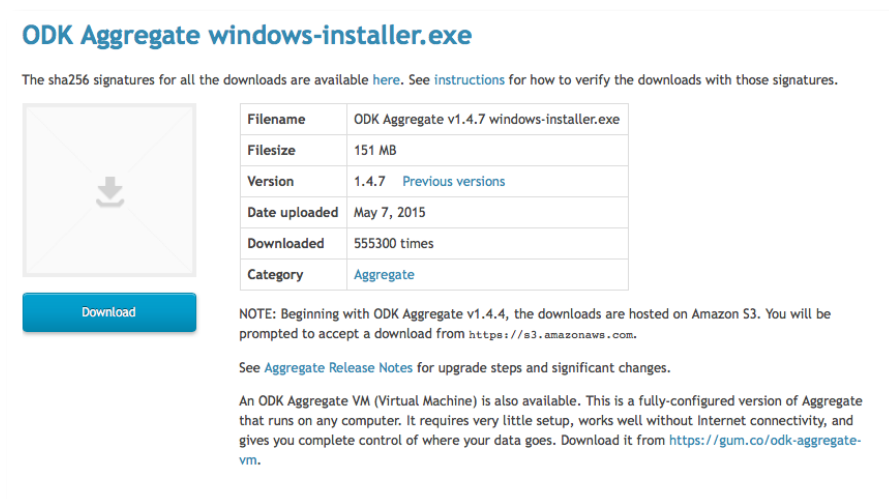 ODK Aggregate windows-installer.exe
The sha256 signatures for all the downloads are available here. See instructions for how to verify the downloads with those signatures.
Filename ODK Aggregate v1.4.7 windows-installer.exe
Filesize 151 MB
Version 1.4.7 Previous versions
Date uploaded May 7, 2015
Downloaded 555300 times
Category Aggregate
Download
NOTE: Beginning with ODK Aggregate v1.4.4, the downloads are hosted on Amazon S3. You will be
prompted to accept a download from https://s3.amazonaws.com.
See Aggregate Release Notes for upgrade steps and significant changes.
An ODK Aggregate VM (Virtual Machine) is also available. This is a fully-configured version of Aggregate
that runs on any computer. It requires very little setup, works well without Internet connectivity, and
gives you complete control of where your data goes. Download it from https://gum.co/odk-aggregate-
vm.